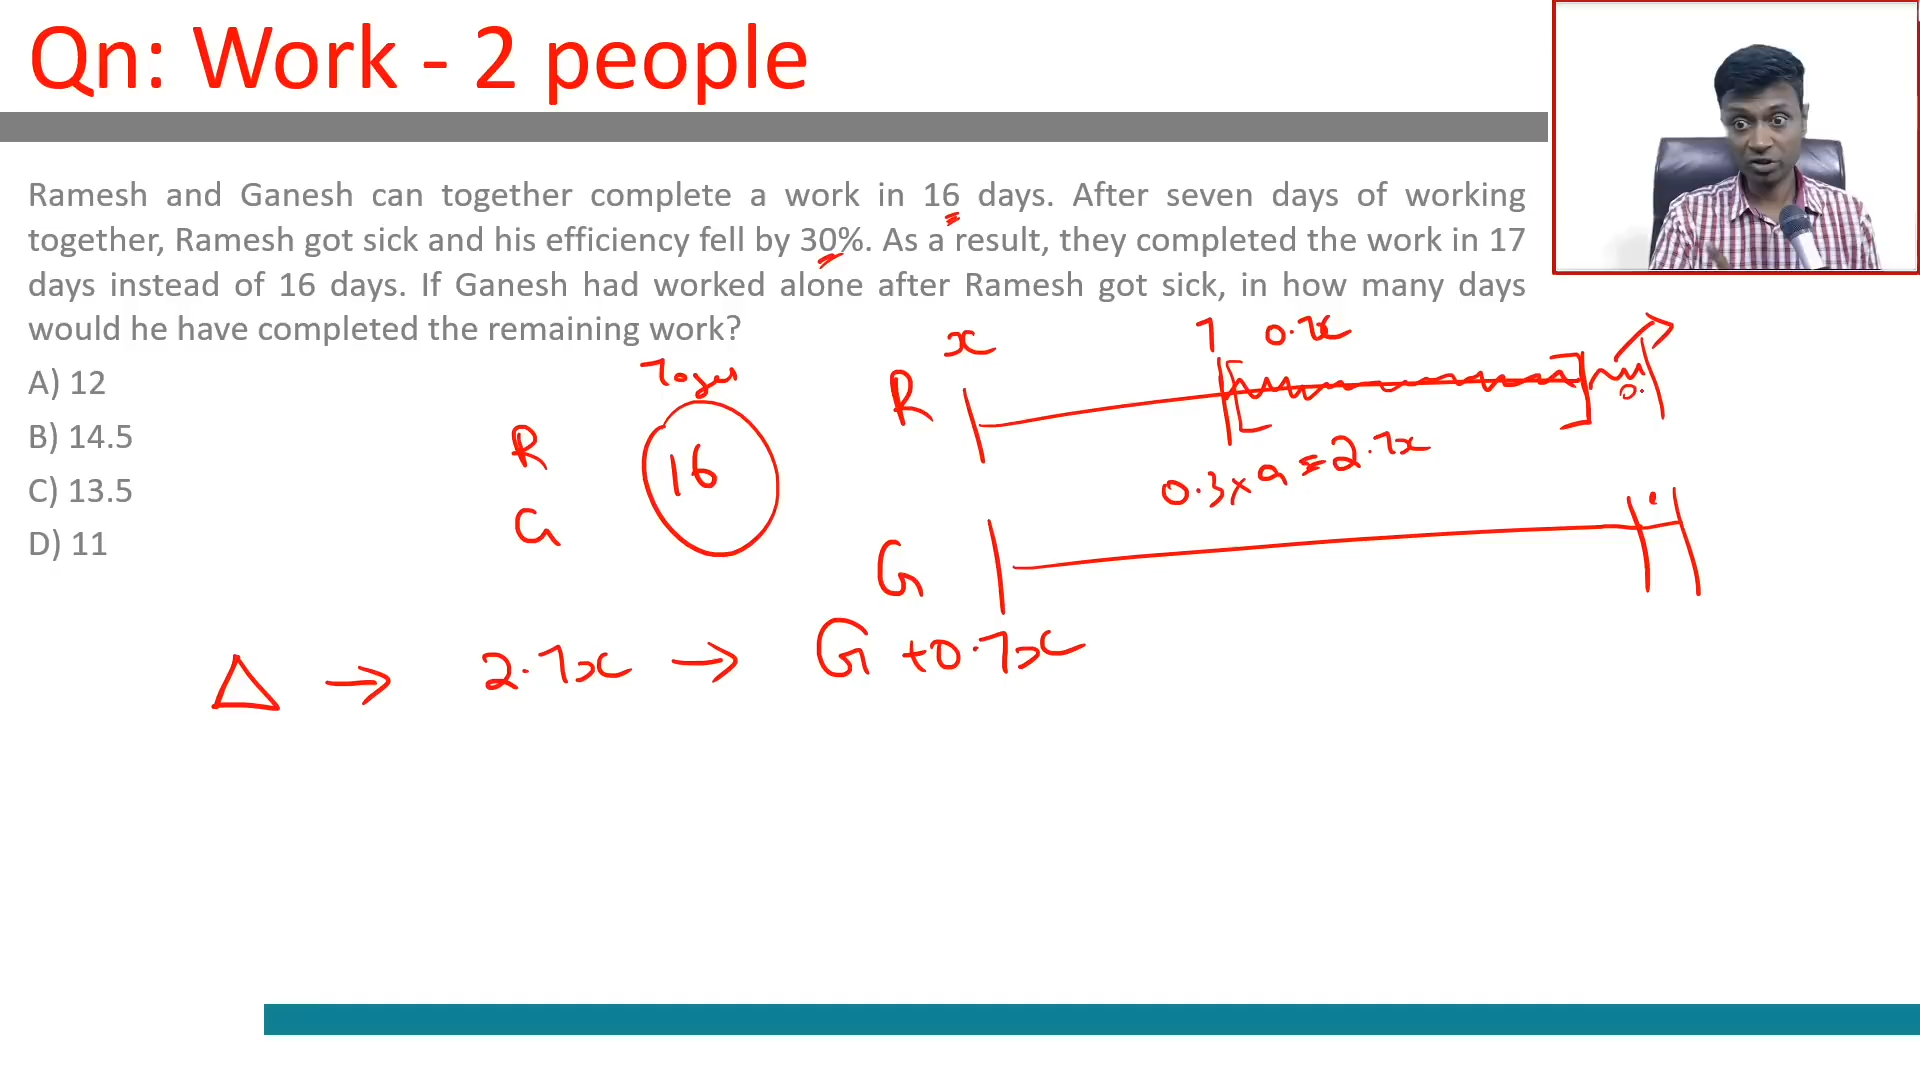 Qn: Work - 2 people
Ramesh and Ganesh can together complete a work in 16 days. After seven days of working
together, Ramesh got sick and his efficiency fell by 30%. As a result, they completed the work in 17
days instead of 16 days. If Ganesh had worked alone after Ramesh got sick, in how many days
would he have completed the remaining work?
A) 12
B) 14.5
C) 13.5
D) 11
R
G
16
x
7
0.7x
R
0.
0.3x9=2.7x
G
1
△ → 2.7x → G +0.7x